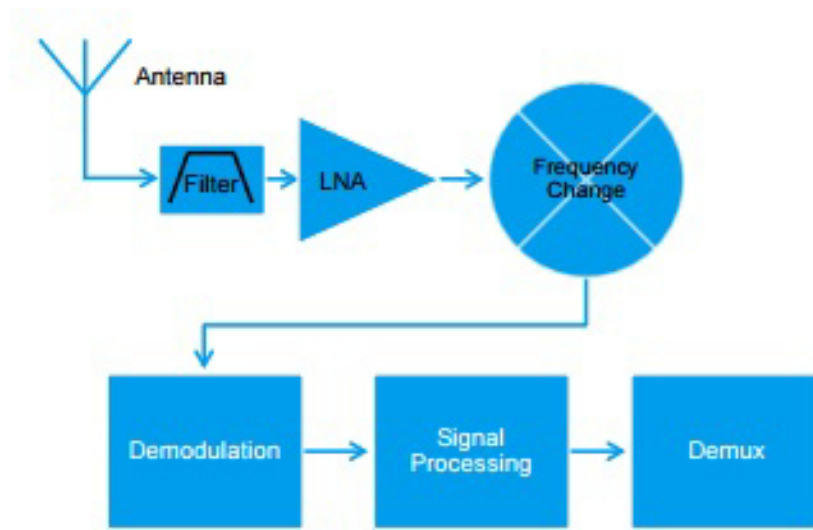 Antenna
Filter
LNA
Frequency
Change
Demodulation
Signal
Processing
Demux